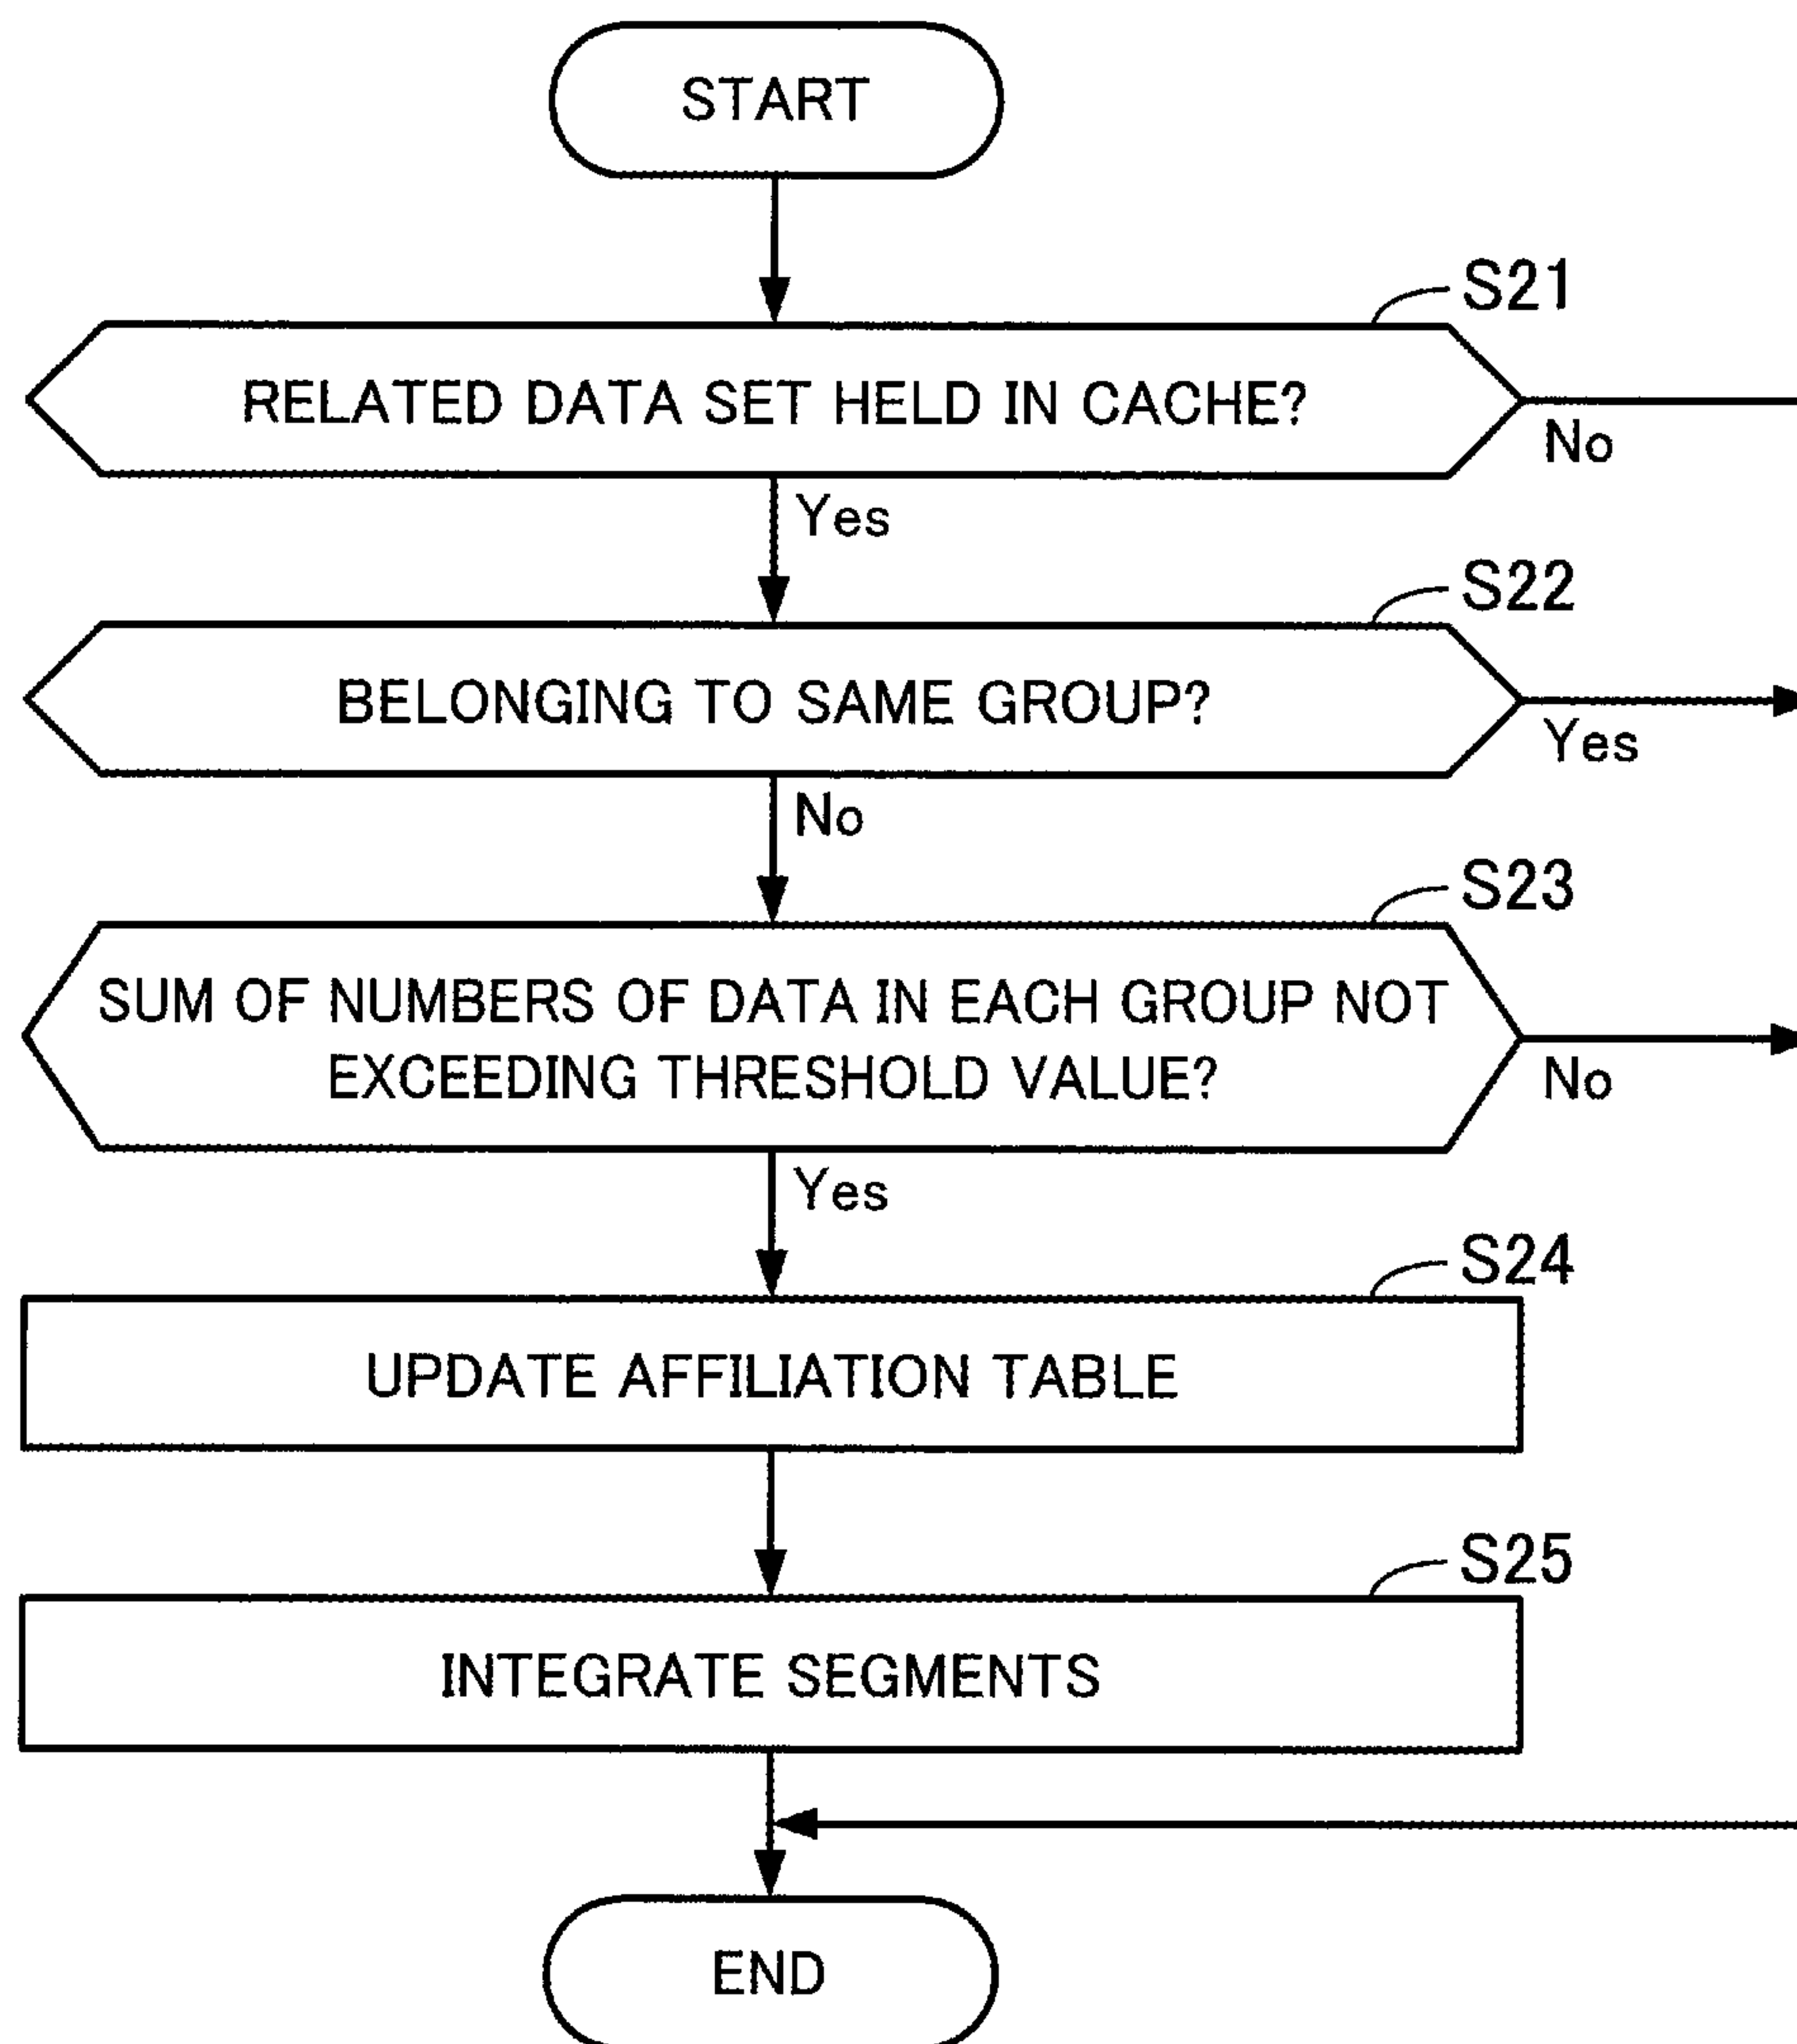 START
S21
RELATED DATA SET HELD IN CACHE?
No
Yes
S22
BELONGING TO SAME GROUP?
Yes
No
S23
SUM OF NUMBERS OF DATA IN EACH GROUP NOT
EXCEEDING THRESHOLD VALUE?
No
Yes
S24
UPDATE AFFILIATION TABLE
S25
INTEGRATE SEGMENTS
END